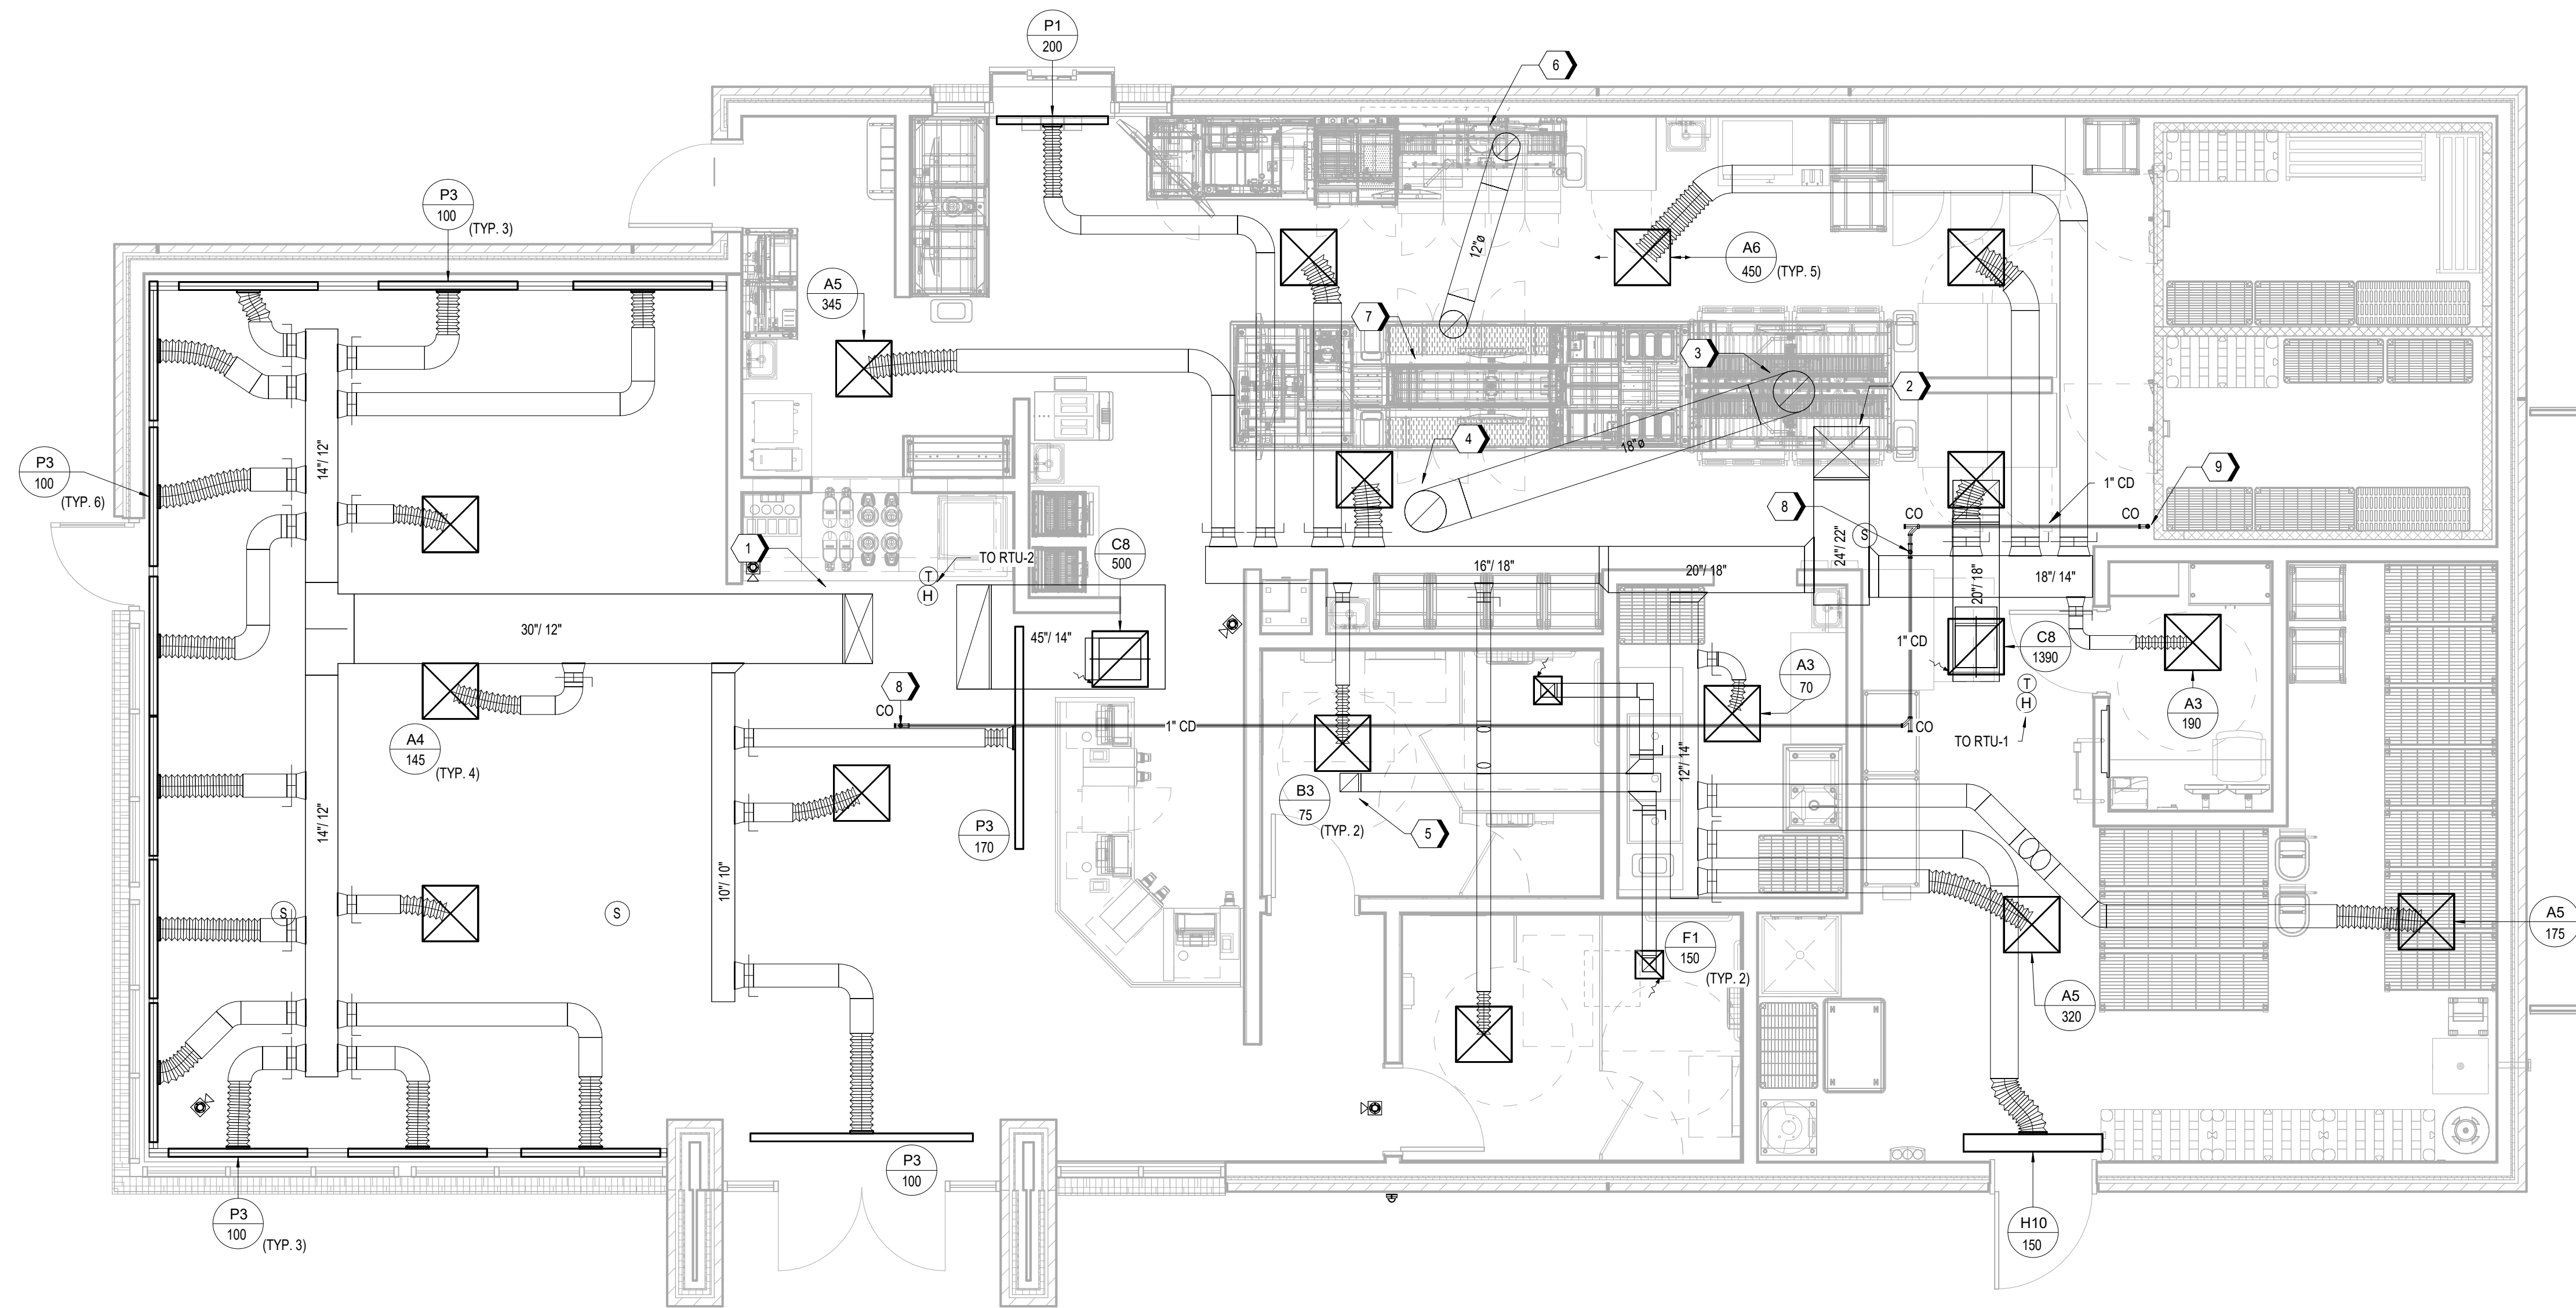 P1
200
6
P3
100
(TYP. 3)
A5
345
12"ø
A6
450
(TYP. 5)
7
3
2
P3
100
(TYP. 6)
14"/ 12"
4
18"ø
9
1" CD
8
CO
CO
S
1
C8
500
TO RTU-2
T
H
24"/ 22"
16"/ 18"
20"/ 18"
18"/ 14"
20"/ 18"
30"/ 12"
45"/ 14"
C8
1390
1" CD
8
CO
A3
70
T
H
A3
190
1" CD
CO
TO RTU-1
A4
145
(TYP. 4)
12"/ 14"
B3
75
(TYP. 2)
5
P3
170
14"/ 12"
10"/ 10"
S
S
F1
150
(TYP. 2)
A5
175
A5
320
P3
100
P3
100
(TYP. 3)
H10
150